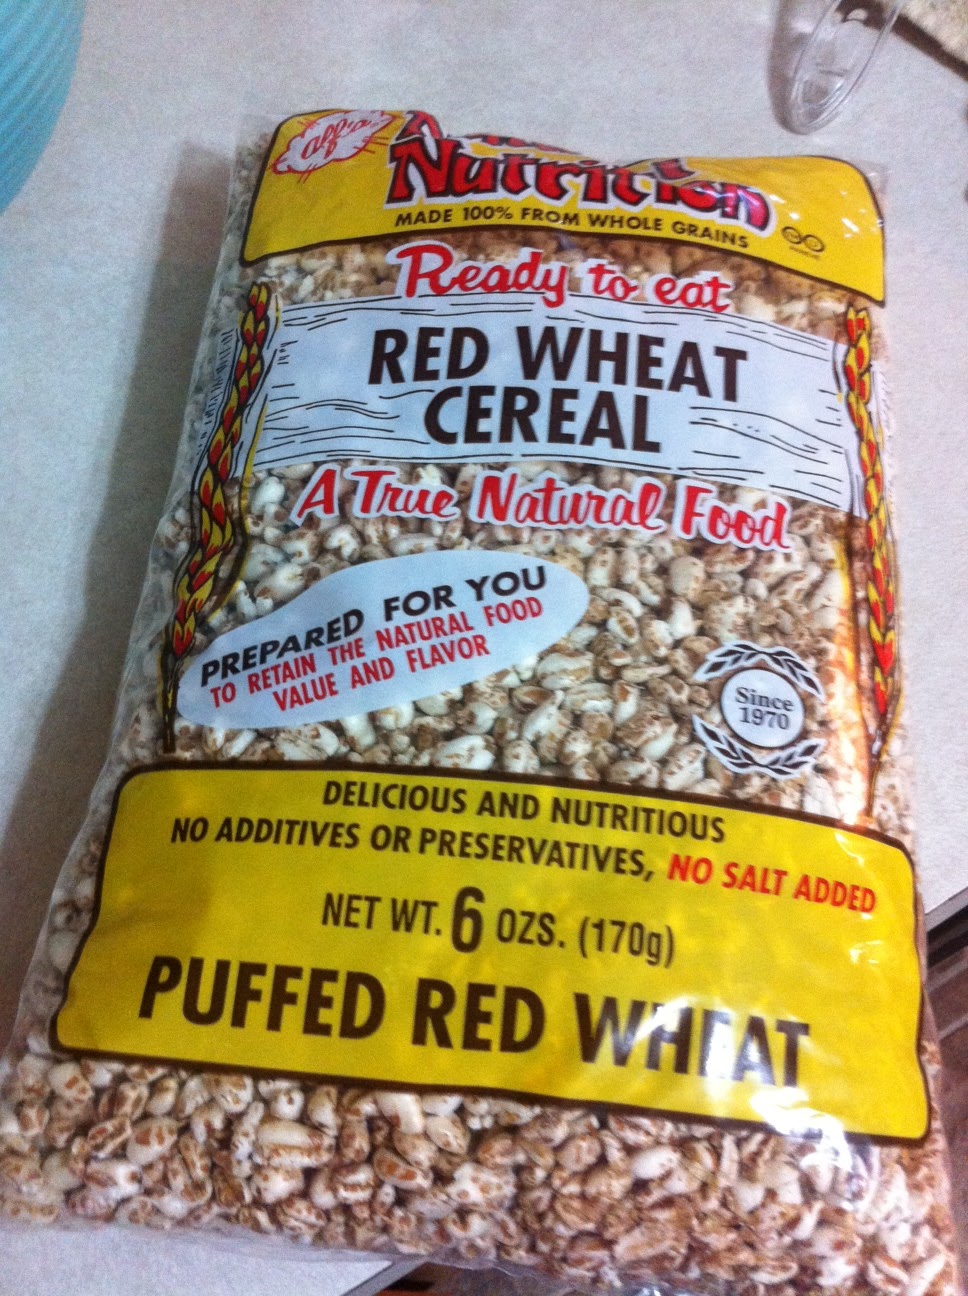 Alf's
Nutrition
MADE 100% FROM WHOLE GRAINS
Ready to eat
RED WHEAT
CEREAL
A True Natural Food
PREPARED FOR YOU
TO RETAIN THE NATURAL FOOD
VALUE AND FLAVOR
Since
1970
DELICIOUS AND NUTRITIOUS
NO ADDITIVES OR PRESERVATIVES, NO SALT ADDED
NET WT. 6 OZS. (170g)
PUFFED RED WHEAT